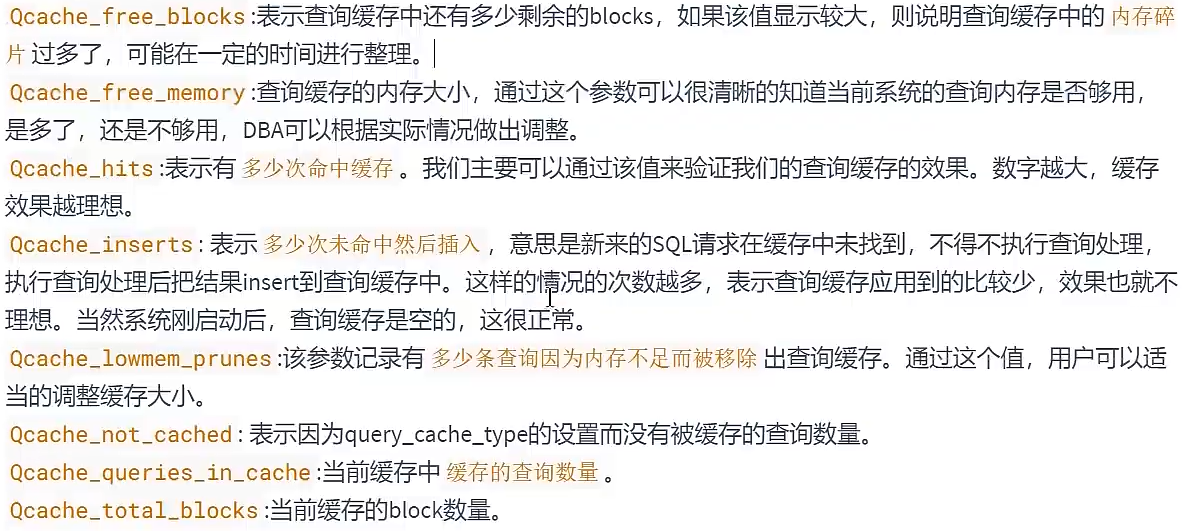 Qcache_free_blocks :表示查询缓存中还有多少剩余的blocks，如果该值显示较大，则说明查询缓存中的 内存碎
片 过多了，可能在一定的时间进行整理。
Qcache_free_memory :查询缓存的内存大小，通过这个参数可以很清晰的知道当前系统的查询内存是否够用，
是多了，还是不够用，DBA可以根据实际情况做出调整。
Qcache_hits :表示有 多少次命中缓存 。我们主要可以通过该值来验证我们的查询缓存的效果。数字越大，缓存
效果越理想。
Qcache_inserts : 表示 多少次未命中然后插入 ，意思是新来的SQL请求在缓存中未找到，不得不执行查询处理，
执行查询处理后把结果insert到查询缓存中。这样的情况的次数越多，表示查询缓存应用到的比较少，效果也就不
理想。当然系统刚启动后，查询缓存是空的，这很正常。
Qcache_lowmem_prunes :该参数记录有 多少条查询因为内存不足而被移除 出查询缓存。通过这个值，用户可以适
当的调整缓存大小。
Qcache_not_cached : 表示因为query_cache_type的设置而没有被缓存的查询数量。
Qcache_queries_in_cache :当前缓存中 缓存的查询数量 。
Qcache_total_blocks :当前缓存的block数量。